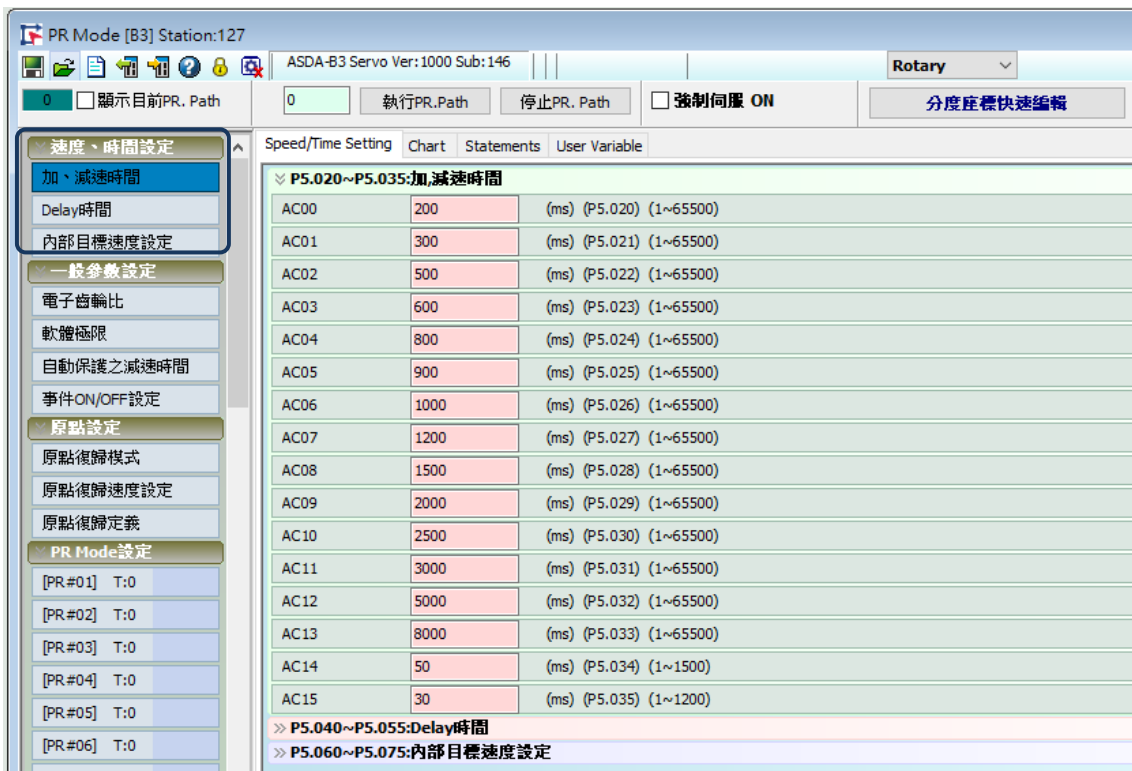 PR Mode [B3] Station:127
ASDA-B3 Servo Ver:1000 Sub:146
Rotary
0 顯示目前PR. Path 0 執行PR.Path 停止PR. Path 強制伺服 ON 分度座標快速編輯
速度、時間設定
加、減速時間
Delay時間
內部目標速度設定
一般參數設定
電子齒輪比
軟體極限
自動保護之減速時間
事件ON/OFF設定
原點設定
原點復歸模式
原點復歸速度設定
原點復歸定義
PR Mode設定
[PR#01] T:0
[PR#02] T:0
[PR#03] T:0
[PR#04] T:0
[PR#05] T:0
[PR#06] T:0
Speed/Time Setting Chart Statements User Variable
P5.020~P5.035:加,減速時間
AC00 200 (ms) (P5.020) (1~65500)
AC01 300 (ms) (P5.021) (1~65500)
AC02 500 (ms) (P5.022) (1~65500)
AC03 600 (ms) (P5.023) (1~65500)
AC04 800 (ms) (P5.024) (1~65500)
AC05 900 (ms) (P5.025) (1~65500)
AC06 1000 (ms) (P5.026) (1~65500)
AC07 1200 (ms) (P5.027) (1~65500)
AC08 1500 (ms) (P5.028) (1~65500)
AC09 2000 (ms) (P5.029) (1~65500)
AC10 2500 (ms) (P5.030) (1~65500)
AC11 3000 (ms) (P5.031) (1~65500)
AC12 5000 (ms) (P5.032) (1~65500)
AC13 8000 (ms) (P5.033) (1~65500)
AC14 50 (ms) (P5.034) (1~1500)
AC15 30 (ms) (P5.035) (1~1200)
P5.040~P5.055:Delay時間
P5.060~P5.075:內部目標速度設定